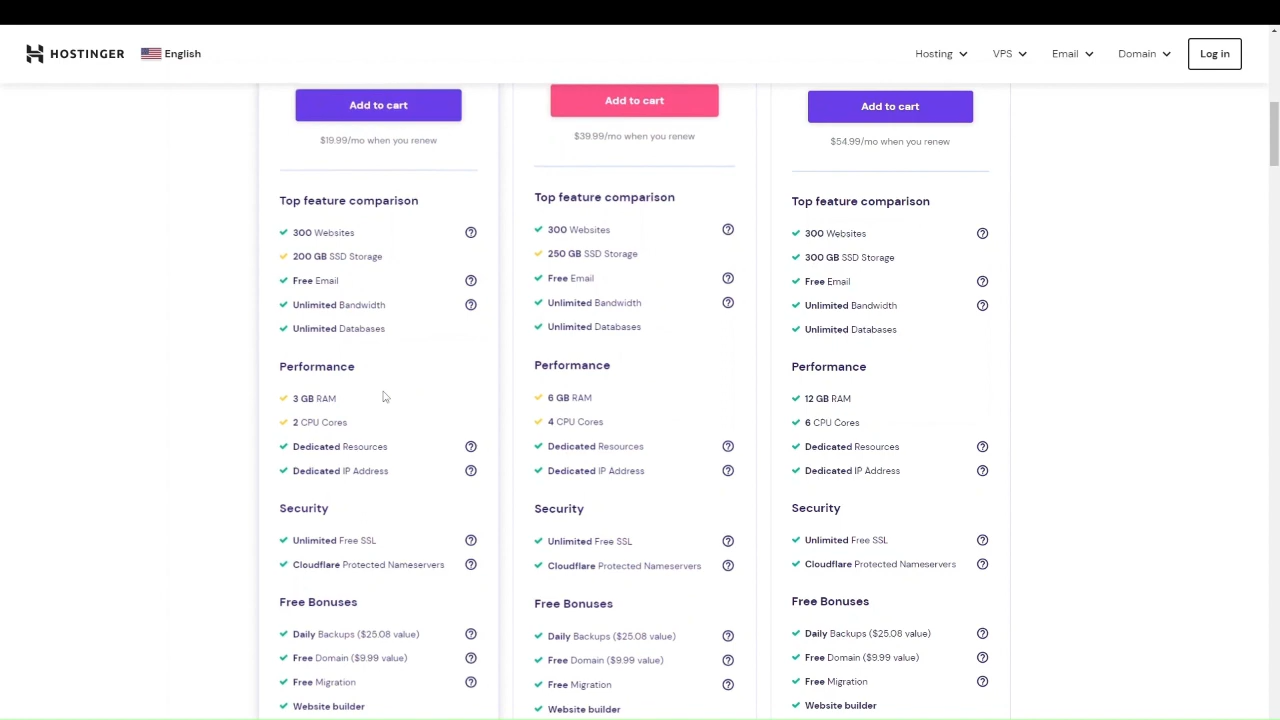 HOSTINGER
English
Hosting
VPS
Email
Domain
Log in
Add to cart
$19.99/mo when you renew
Top feature comparison
300 Websites
200 GB SSD Storage
Free Email
Unlimited Bandwidth
Unlimited Databases
Performance
3 GB RAM
2 CPU Cores
Dedicated Resources
Dedicated IP Address
Security
Unlimited Free SSL
Cloudflare Protected Nameservers
Free Bonuses
Daily Backups ($25.08 value)
Free Domain ($9.99 value)
Free Migration
Website builder
Add to cart
$39.99/mo when you renew
Top feature comparison
300 Websites
250 GB SSD Storage
Free Email
Unlimited Bandwidth
Unlimited Databases
Performance
6 GB RAM
4 CPU Cores
Dedicated Resources
Dedicated IP Address
Security
Unlimited Free SSL
Cloudflare Protected Nameservers
Free Bonuses
Daily Backups ($25.08 value)
Free Domain ($9.99 value)
Free Migration
Website builder
Add to cart
$54.99/mo when you renew
Top feature comparison
300 Websites
300 GB SSD Storage
Free Email
Unlimited Bandwidth
Unlimited Databases
Performance
12 GB RAM
6 CPU Cores
Dedicated Resources
Dedicated IP Address
Security
Unlimited Free SSL
Cloudflare Protected Nameservers
Free Bonuses
Daily Backups ($25.08 value)
Free Domain ($9.99 value)
Free Migration
Website builder